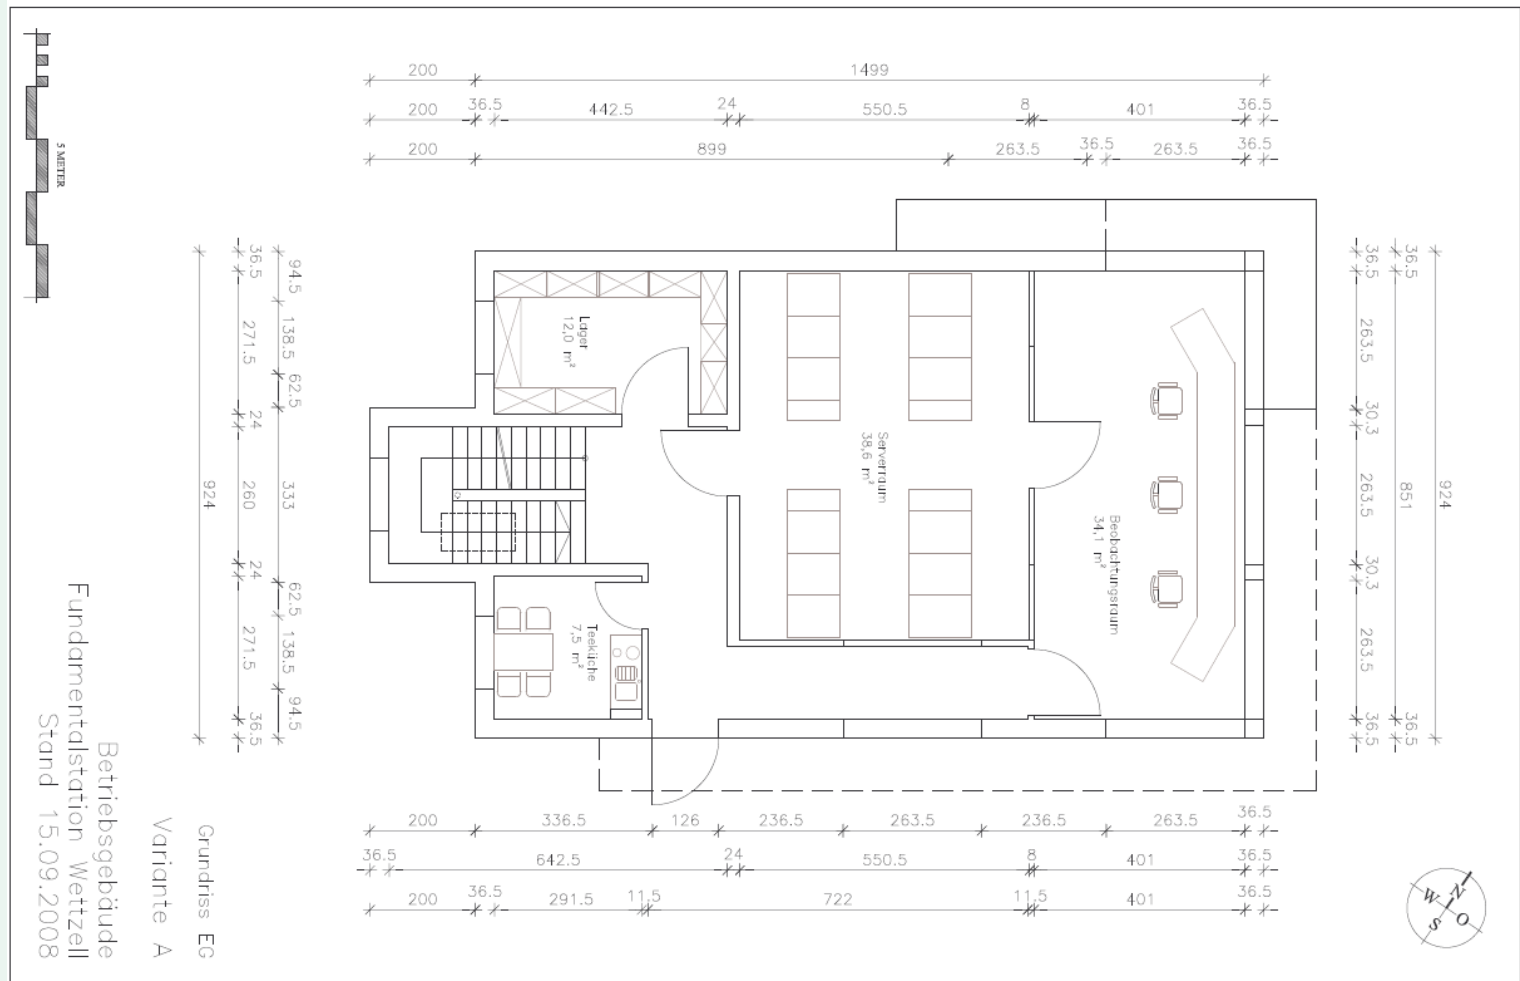 200 1499
200 36.5 442.5 24 550.5 8 401 36.5
200 899 263.5 36.5 263.5 36.5
5 METER
36.5 271.5 24 260 24 271.5 36.5
94.5 138.5 62.5 333 62.5 138.5 94.5
924
Lager
12,0 m²
Serverraum
38,6 m²
Beobachtungsraum
34,1 m²
Teeküche
7,5 m²
36.5 263.5 30.3 263.5 30.3 263.5 36.5
36.5 851 36.5
924
200 336.5 126 236.5 263.5 236.5 263.5 36.5
36.5 642.5 24 550.5 8 401 36.5
200 36.5 291.5 11.5 722 11.5 401 36.5
Grundriss EG
Variante A
Betriebsgebäude
Fundamentalstation Wettzell
Stand 15.09.2008
N
W
O
S